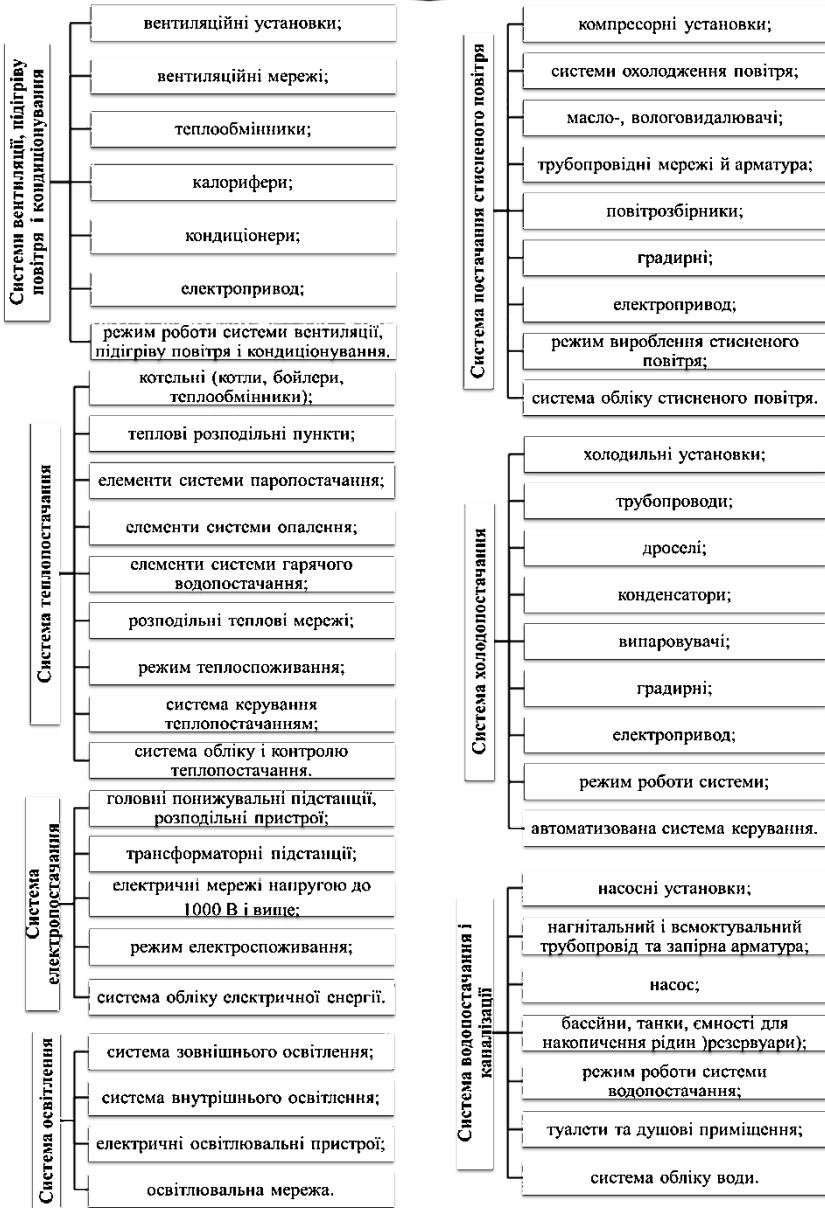 Системи вентиляції, підігріву
повітря і кондиціонування
вентиляційні установки;
вентиляційні мережі;
теплообмінники;
калорифери;
кондиціонери;
електропривод;
режим роботи системи вентиляції,
підігріву повітря і кондиціонування.
Система теплопостачання
котельні (котли, бойлери,
теплообмінники);
теплові розподільні пункти;
елементи системи паропостачання;
елементи системи опалення;
елементи системи гарячого
водопостачання;
розподільні теплові мережі;
режим теплоспоживання;
система керування
теплопостачанням;
система обліку і контролю
теплопостачання.
Система
електропостачання
головні понижувальні підстанції,
розподільні пристрої;
трансформаторні підстанції;
електричні мережі напругою до
1000 В і вище;
режим електроспоживання;
система обліку електричної енергії.
Система освітлення
система зовнішнього освітлення;
система внутрішнього освітлення;
електричні освітлювальні пристрої;
освітлювальна мережа.
Система постачання стисненого повітря
компресорні установки;
системи охолодження повітря;
масло-, вологовидалювачі;
трубопровідні мережі й арматура;
повітрозбірники;
градирні;
електропривод;
режим вироблення стисненого
повітря;
система обліку стисненого повітря.
Система холодопостачання
холодильні установки;
трубопроводи;
дроселі;
конденсатори;
випаровувачі;
градирні;
електропривод;
режим роботи системи;
автоматизована система керування.
Система водопостачання і
каналізації
насосні установки;
нагнітальний і всмоктувальний
трубопровід та запірна арматура;
насос;
бассейни, танки, ємності для
накопичення рідин )резервуари);
режим роботи системи
водопостачання;
туалети та душові приміщення;
система обліку води.